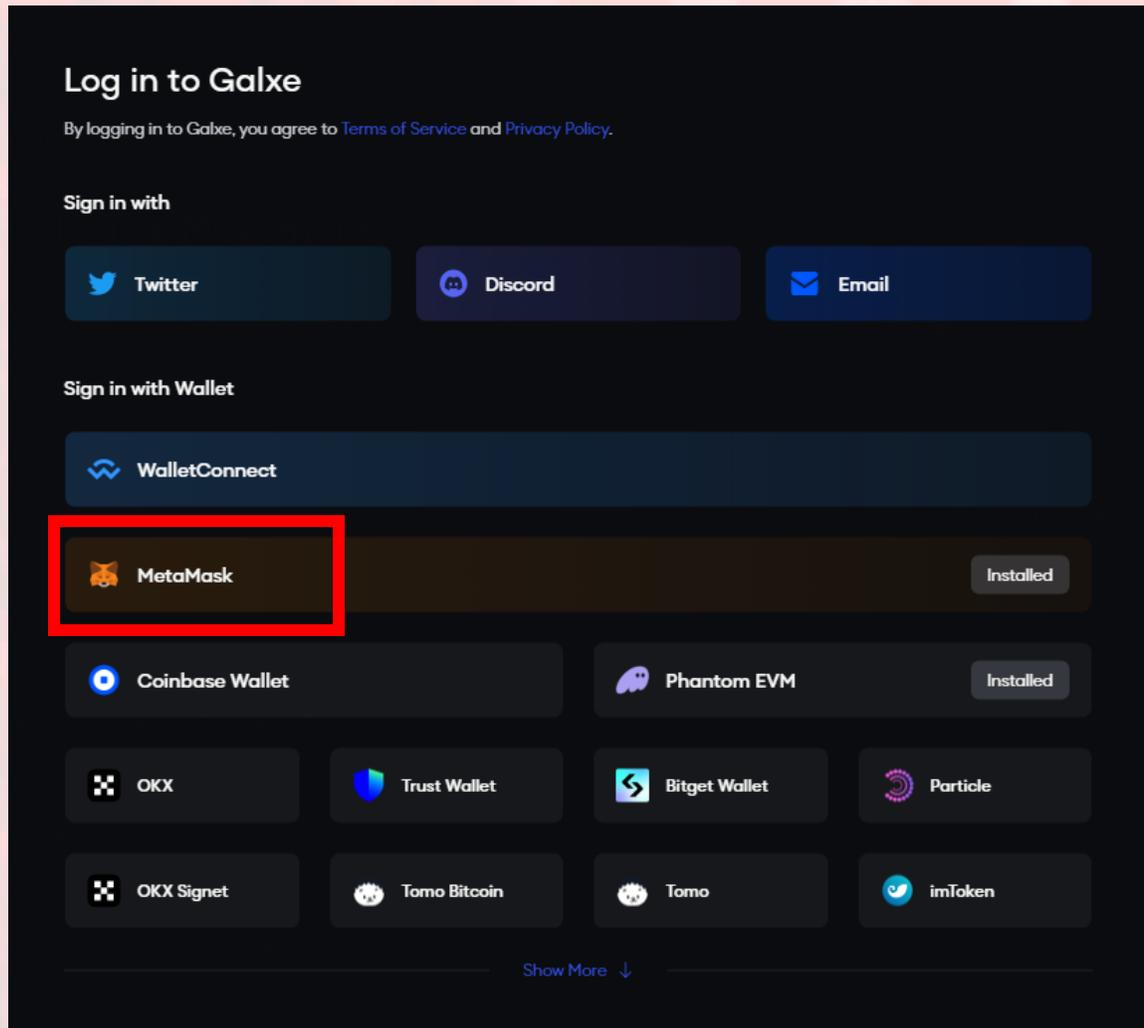 Log in to Galxe
By logging in to Galxe, you agree to Terms of Service and Privacy Policy.
Sign in with
Twitter
Discord
Email
Sign in with Wallet
WalletConnect
MetaMask
Installed
Coinbase Wallet
Phantom EVM
Installed
OKX
Trust Wallet
Bitget Wallet
Particle
OKX Signet
Tomo Bitcoin
Tomo
imToken
Show More ↓